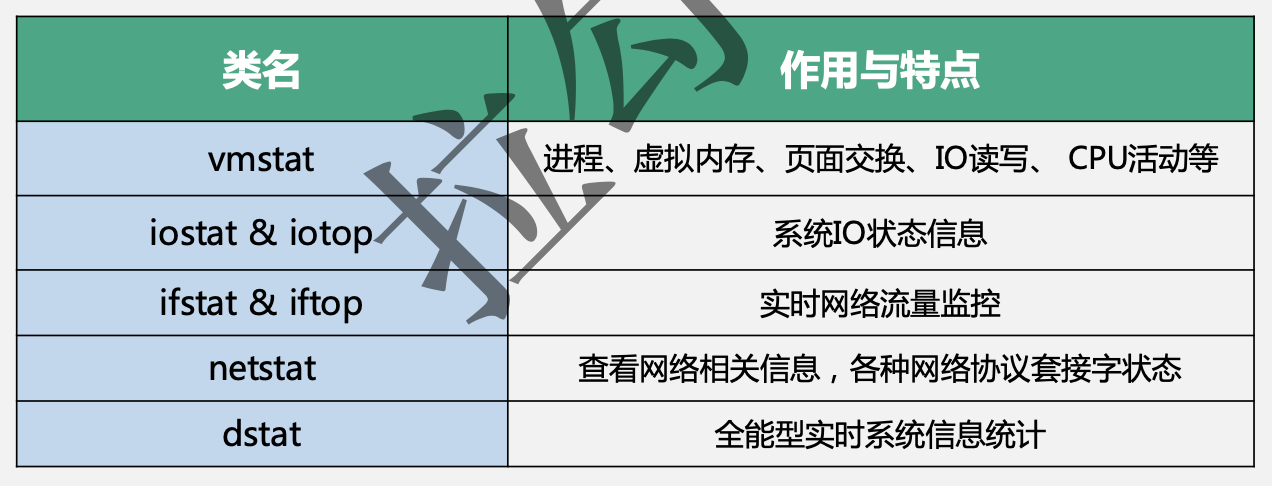 类名 作用与特点
vmstat 进程、虚拟内存、页面交换、IO读写、 CPU活动等
iostat & iotop 系统IO状态信息
ifstat & iftop 实时网络流量监控
netstat 查看网络相关信息，各种网络协议套接字状态
dstat 全能型实时系统信息统计
拉勾